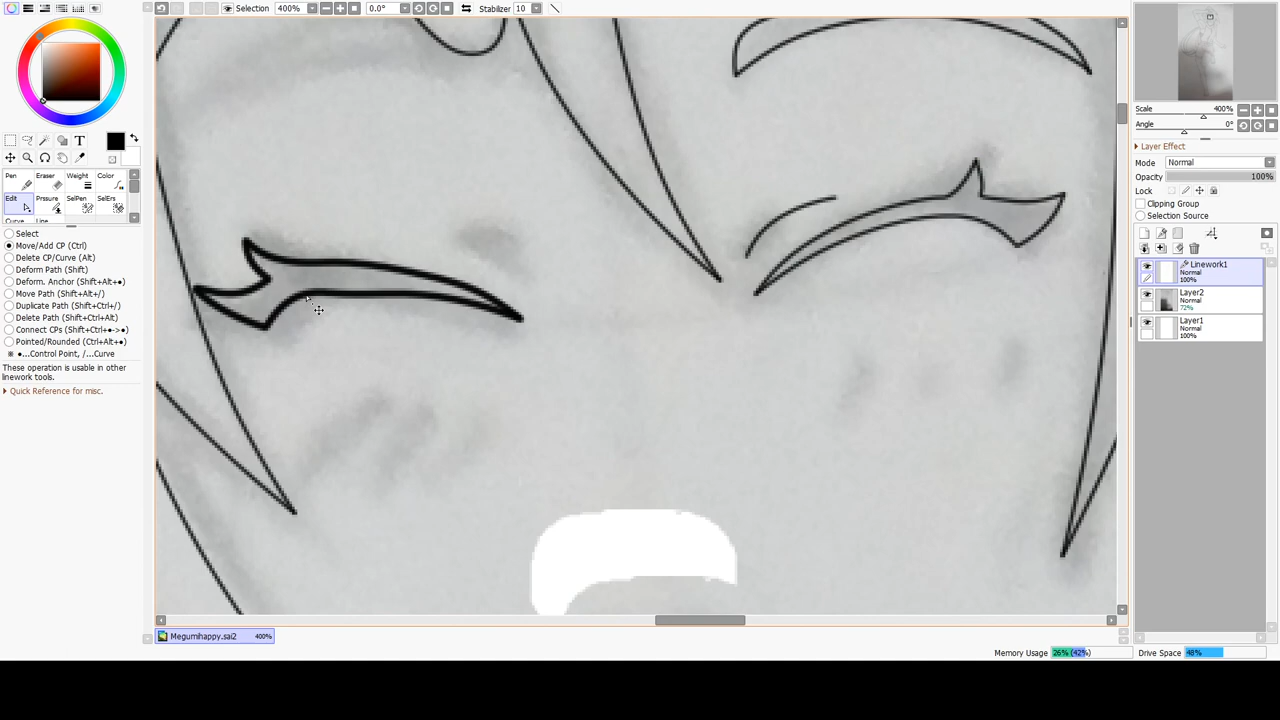 Selection 400% 0.0° Stabilizer 10
T
Pen Eraser Weight Color
Edit Prssure SelPen SelErs
Curve Line
Select
Move/Add CP (Ctrl)
Delete CP/Curve (Alt)
Deform Path (Shift)
Deform. Anchor (Shift+Alt+●)
Move Path (Shift+Alt+/)
Duplicate Path (Shift+Ctrl+/)
Delete Path (Shift+Ctrl+Alt)
Connect CPs (Shift+Ctrl+●->●)
Pointed/Rounded (Ctrl+Alt+●)
※ ●...Control Point, /...Curve
These operation is usable in other
linework tools.
Quick Reference for misc.
Scale 400%
Angle 0°
Layer Effect
Mode Normal
Opacity 100%
Lock
Clipping Group
Selection Source
Linework1
Normal
100%
Layer2
Normal
72%
Layer1
Normal
100%
Megumihappy.sai2 400%
Memory Usage 26% (42%) Drive Space 48%